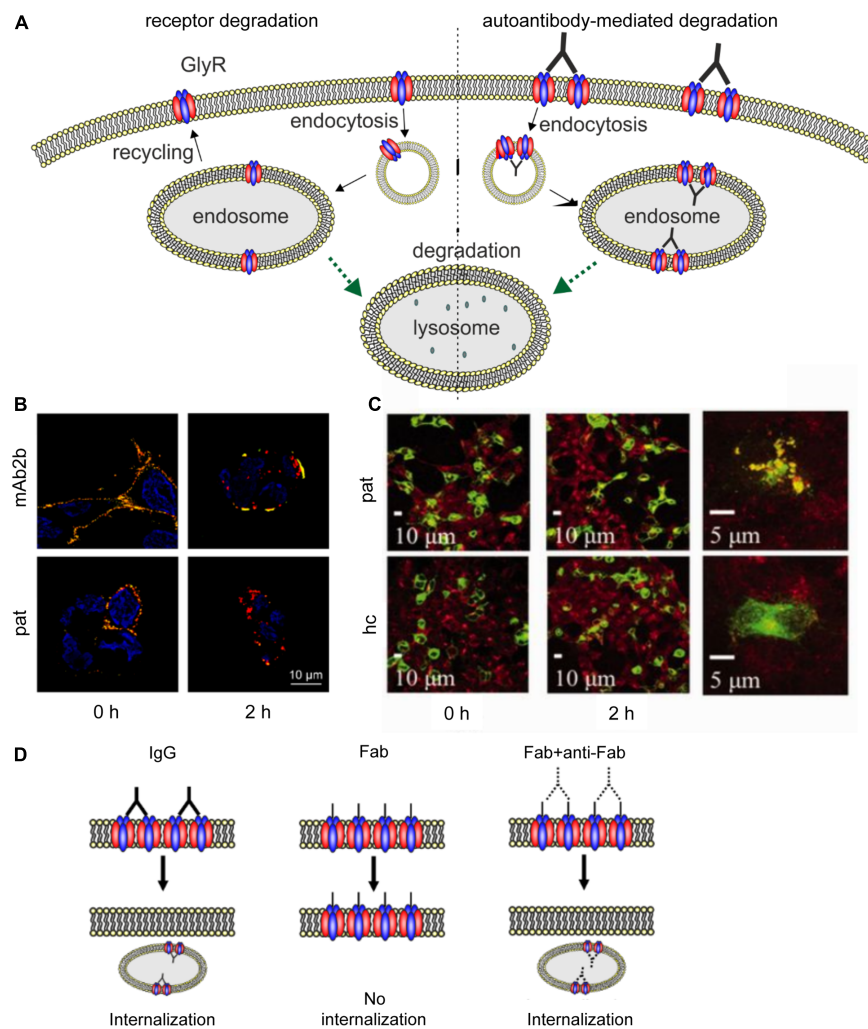 A
receptor degradation
autoantibody-mediated degradation
GlyR
endocytosis
endocytosis
recycling
endosome
endosome
degradation
lysosome
B
C
mAb2b
pat
10 µm
0 h
2 h
pat
10 µm
10 µm
5 µm
hc
10 µm
10 µm
5 µm
0 h
2 h
D
IgG
Fab
Fab+anti-Fab
Internalization
No
internalization
Internalization